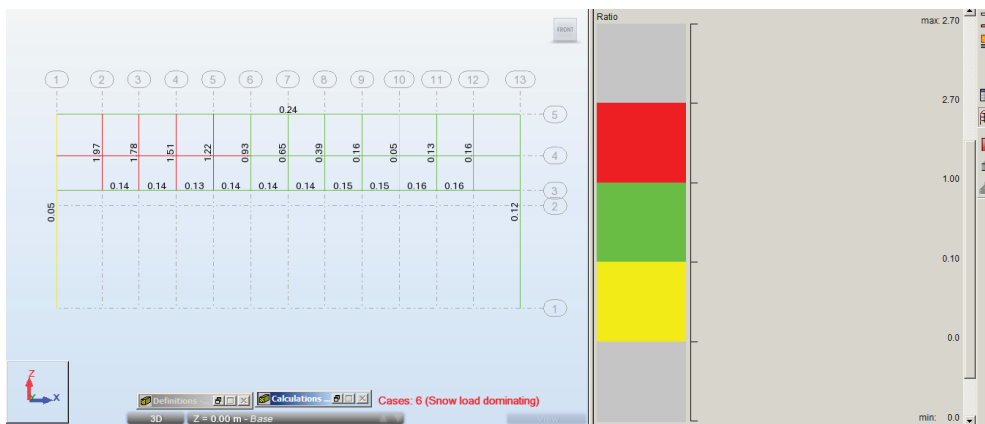 Ratio
max: 2.70
FRONT
1 2 3 4 5 6 7 8 9 10 11 12 13
2.70
0.24
5
1.97 1.78 1.51 1.22 0.93 0.65 0.39 0.16 0.05 0.13 0.16
4
1.00
0.14 0.14 0.13 0.14 0.14 0.14 0.15 0.15 0.16 0.16
3
0.05
0.12
2
0.10
1
0.0
Z
X
Definitions ...
Calculations ...
Cases: 6 (Snow load dominating)
3D
Z = 0.00 m - Base
min: 0.0